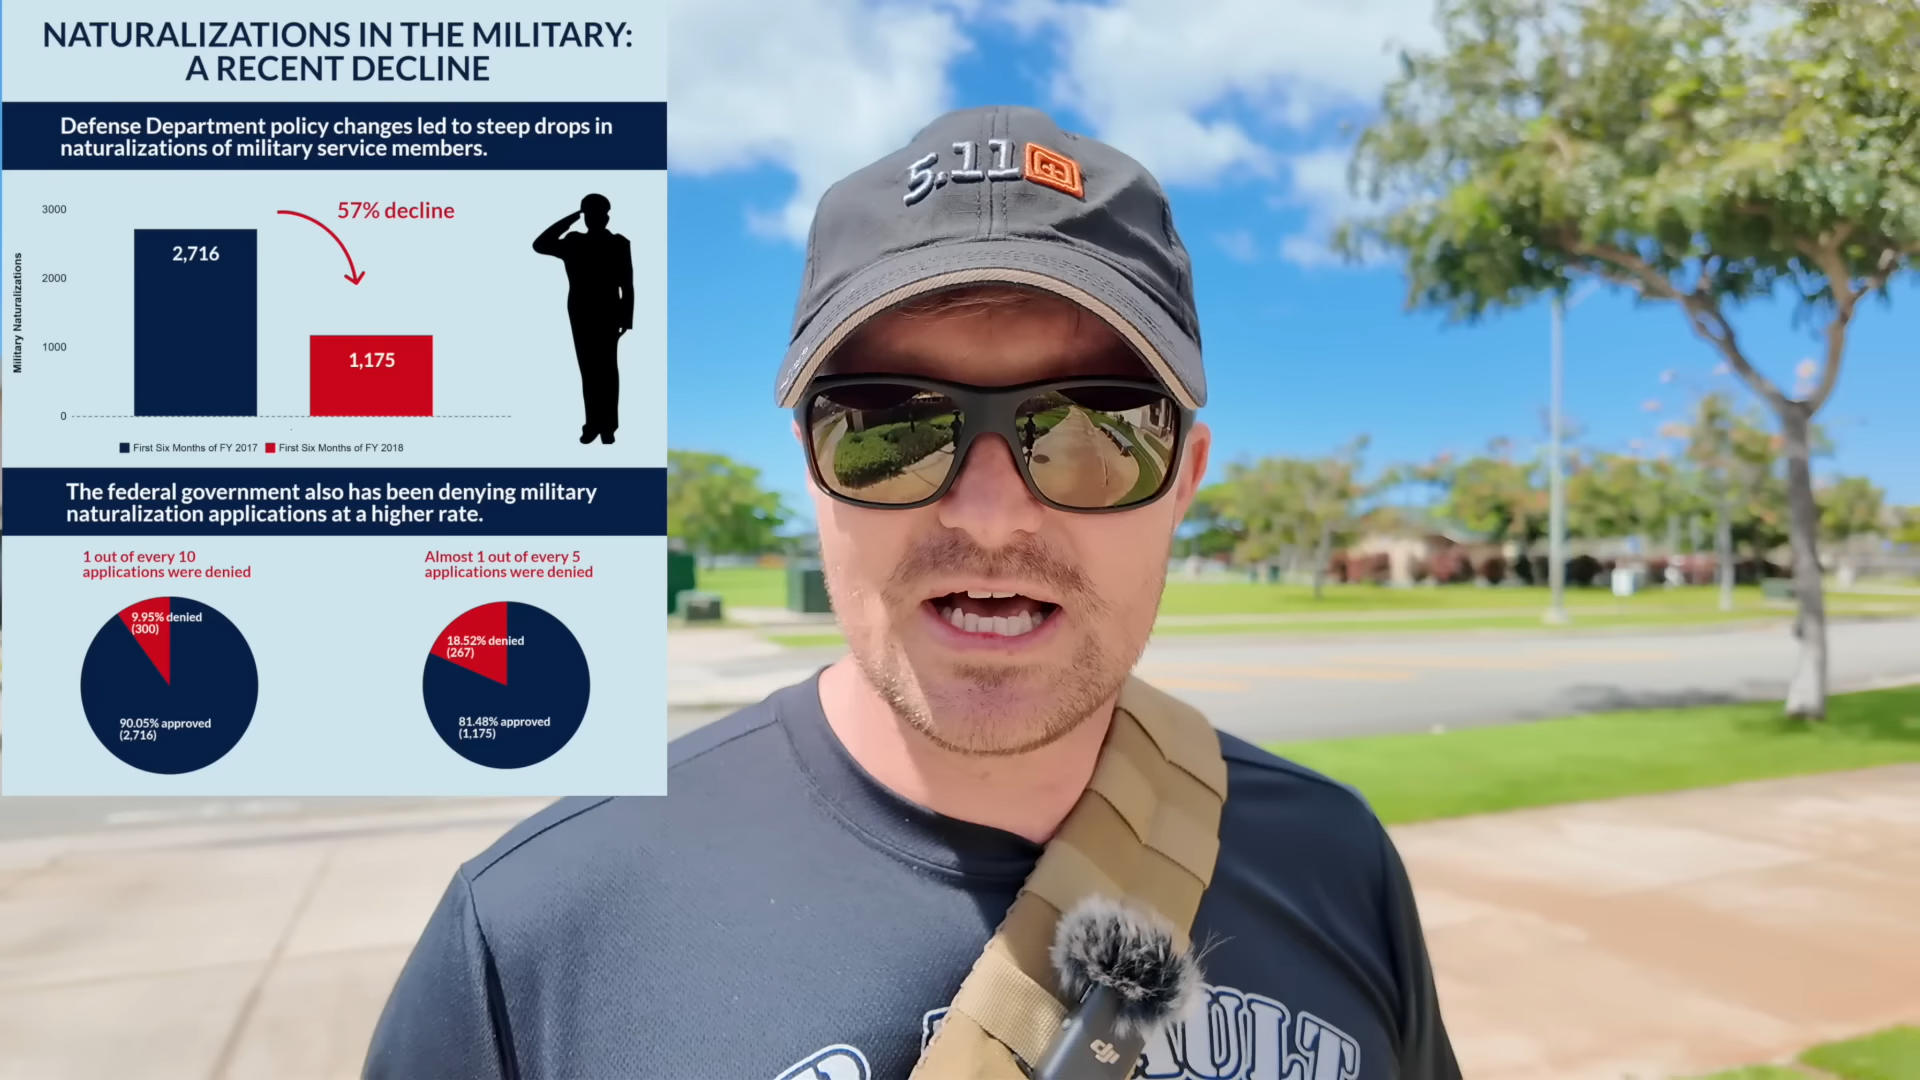 NATURALIZATIONS IN THE MILITARY:
A RECENT DECLINE
Defense Department policy changes led to steep drops in
naturalizations of military service members.
3000
2000
1000
0
Military Naturalizations
57% decline
2,716
1,175
First Six Months of FY 2017
First Six Months of FY 2018
The federal government also has been denying military
naturalization applications at a higher rate.
1 out of every 10
applications were denied
9.95% denied
(300)
90.05% approved
(2,716)
Almost 1 out of every 5
applications were denied
18.52% denied
(267)
81.48% approved
(1,175)
5.11
dji